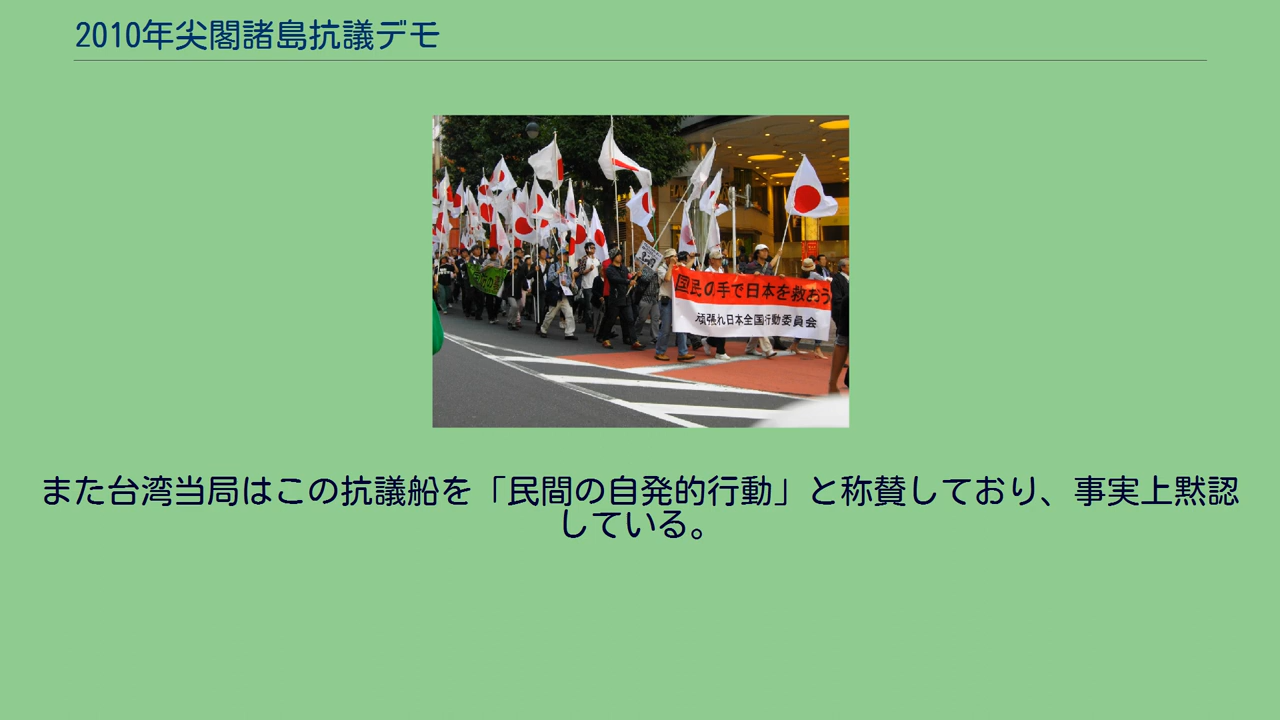 2010年尖閣諸島抗議デモ
国民の手で日本を救おう
頑張れ日本全国行動委員会
また台湾当局はこの抗議船を「民間の自発的行動」と称賛しており、事実上黙認
している。